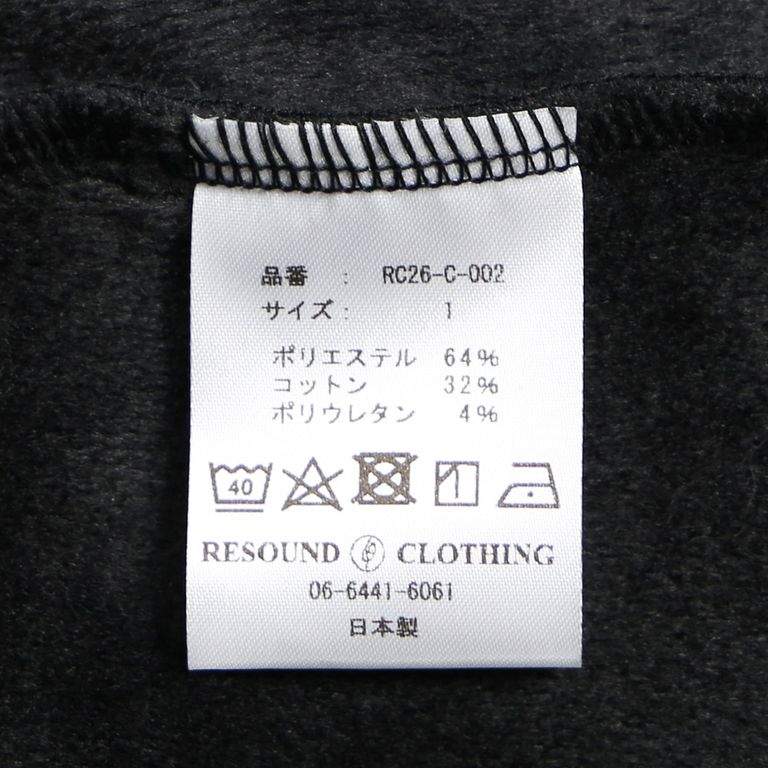 品番 : RC26-C-002
サイズ : 1
ポリエステル 64%
コットン 32%
ポリウレタン 4%
40
RESOUND CLOTHING
06-6441-6061
日本製